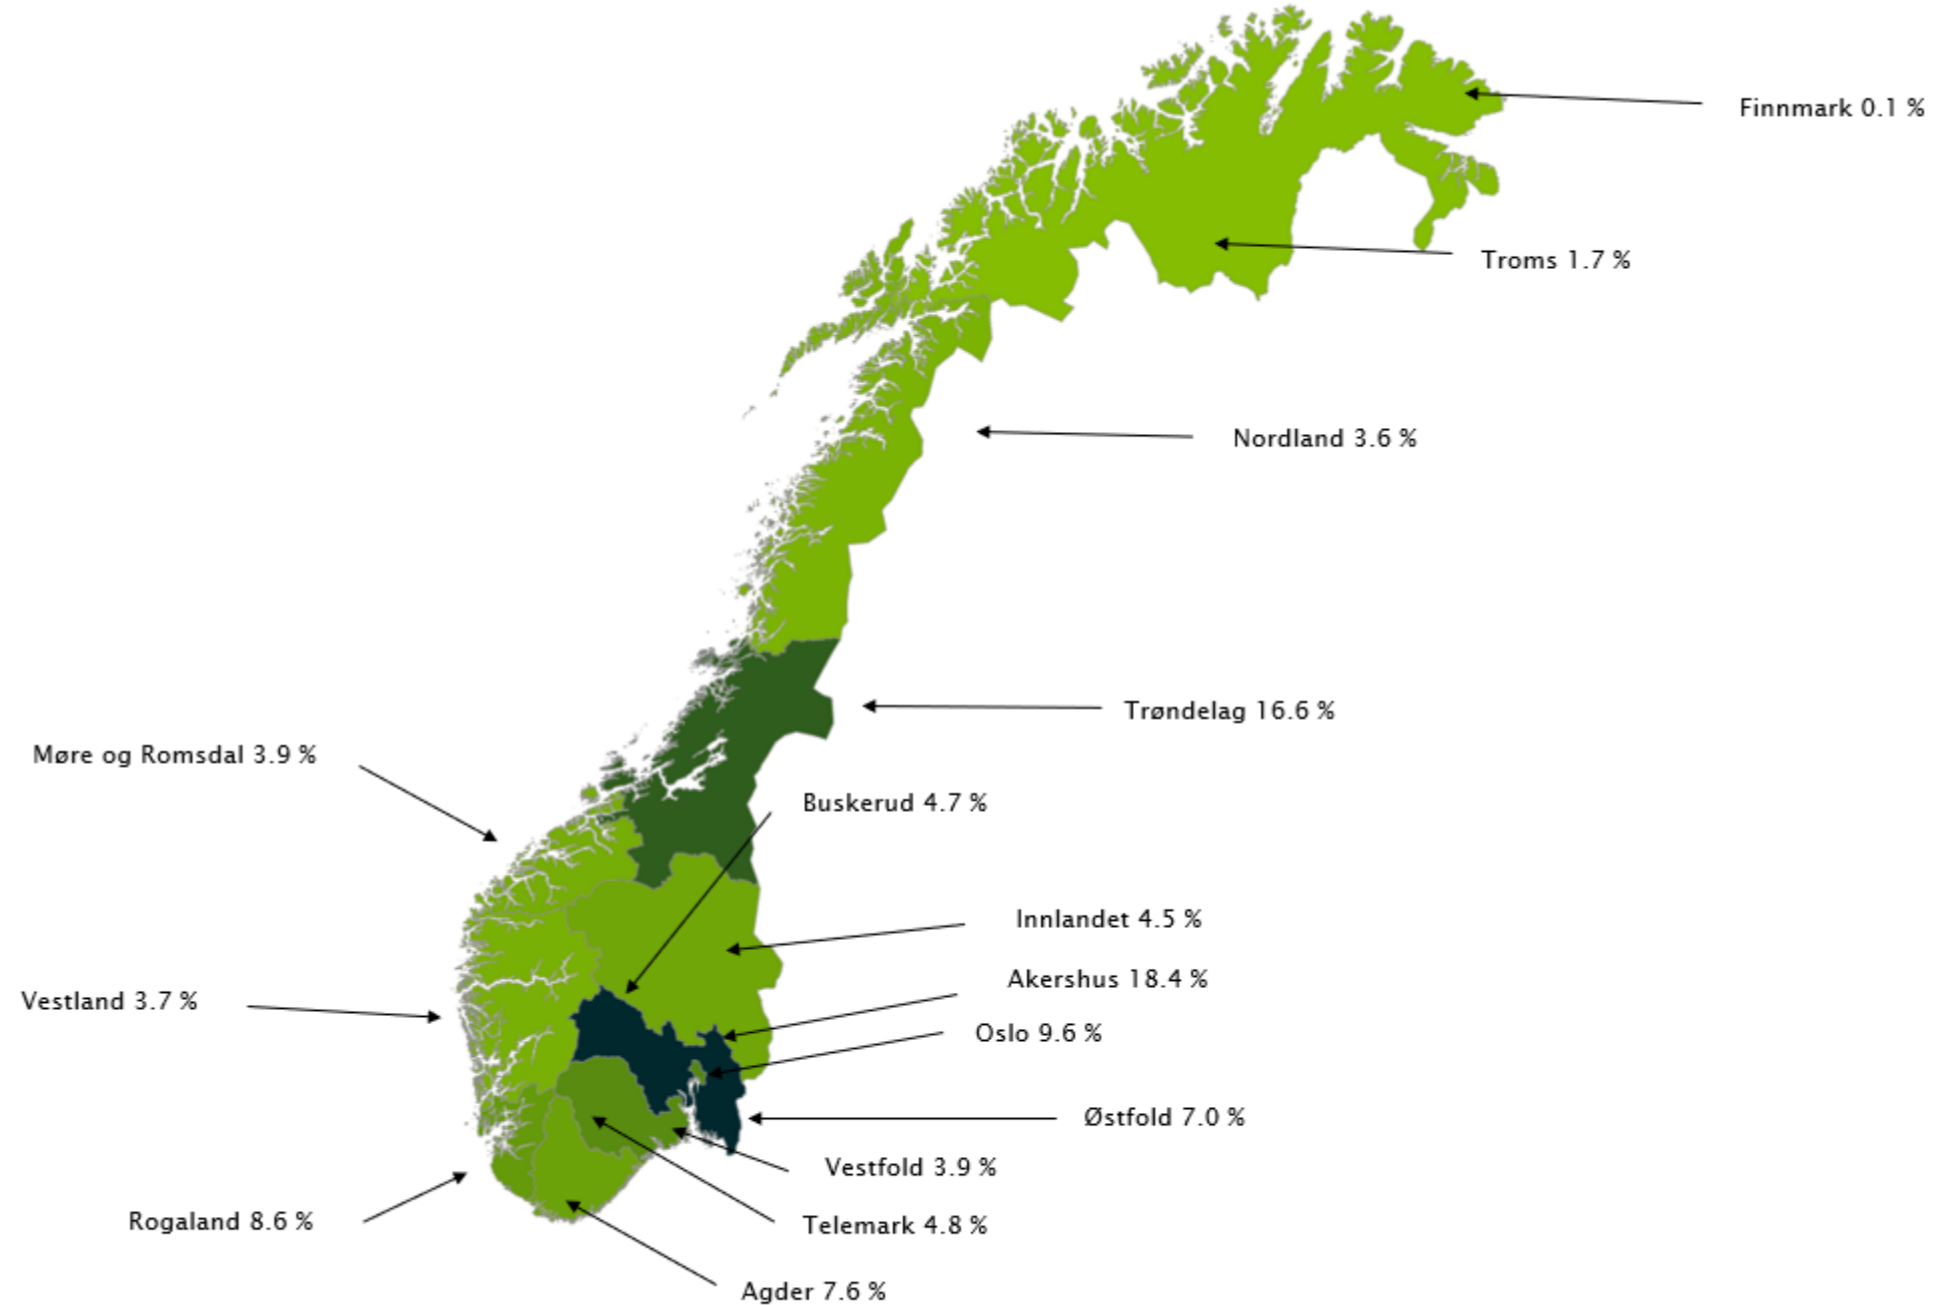 Finnmark 0.1 %
Troms 1.7 %
Nordland 3.6 %
Trøndelag 16.6 %
Møre og Romsdal 3.9 %
Buskerud 4.7 %
Innlandet 4.5 %
Akershus 18.4 %
Vestland 3.7 %
Oslo 9.6 %
Østfold 7.0 %
Vestfold 3.9 %
Rogaland 8.6 %
Telemark 4.8 %
Agder 7.6 %